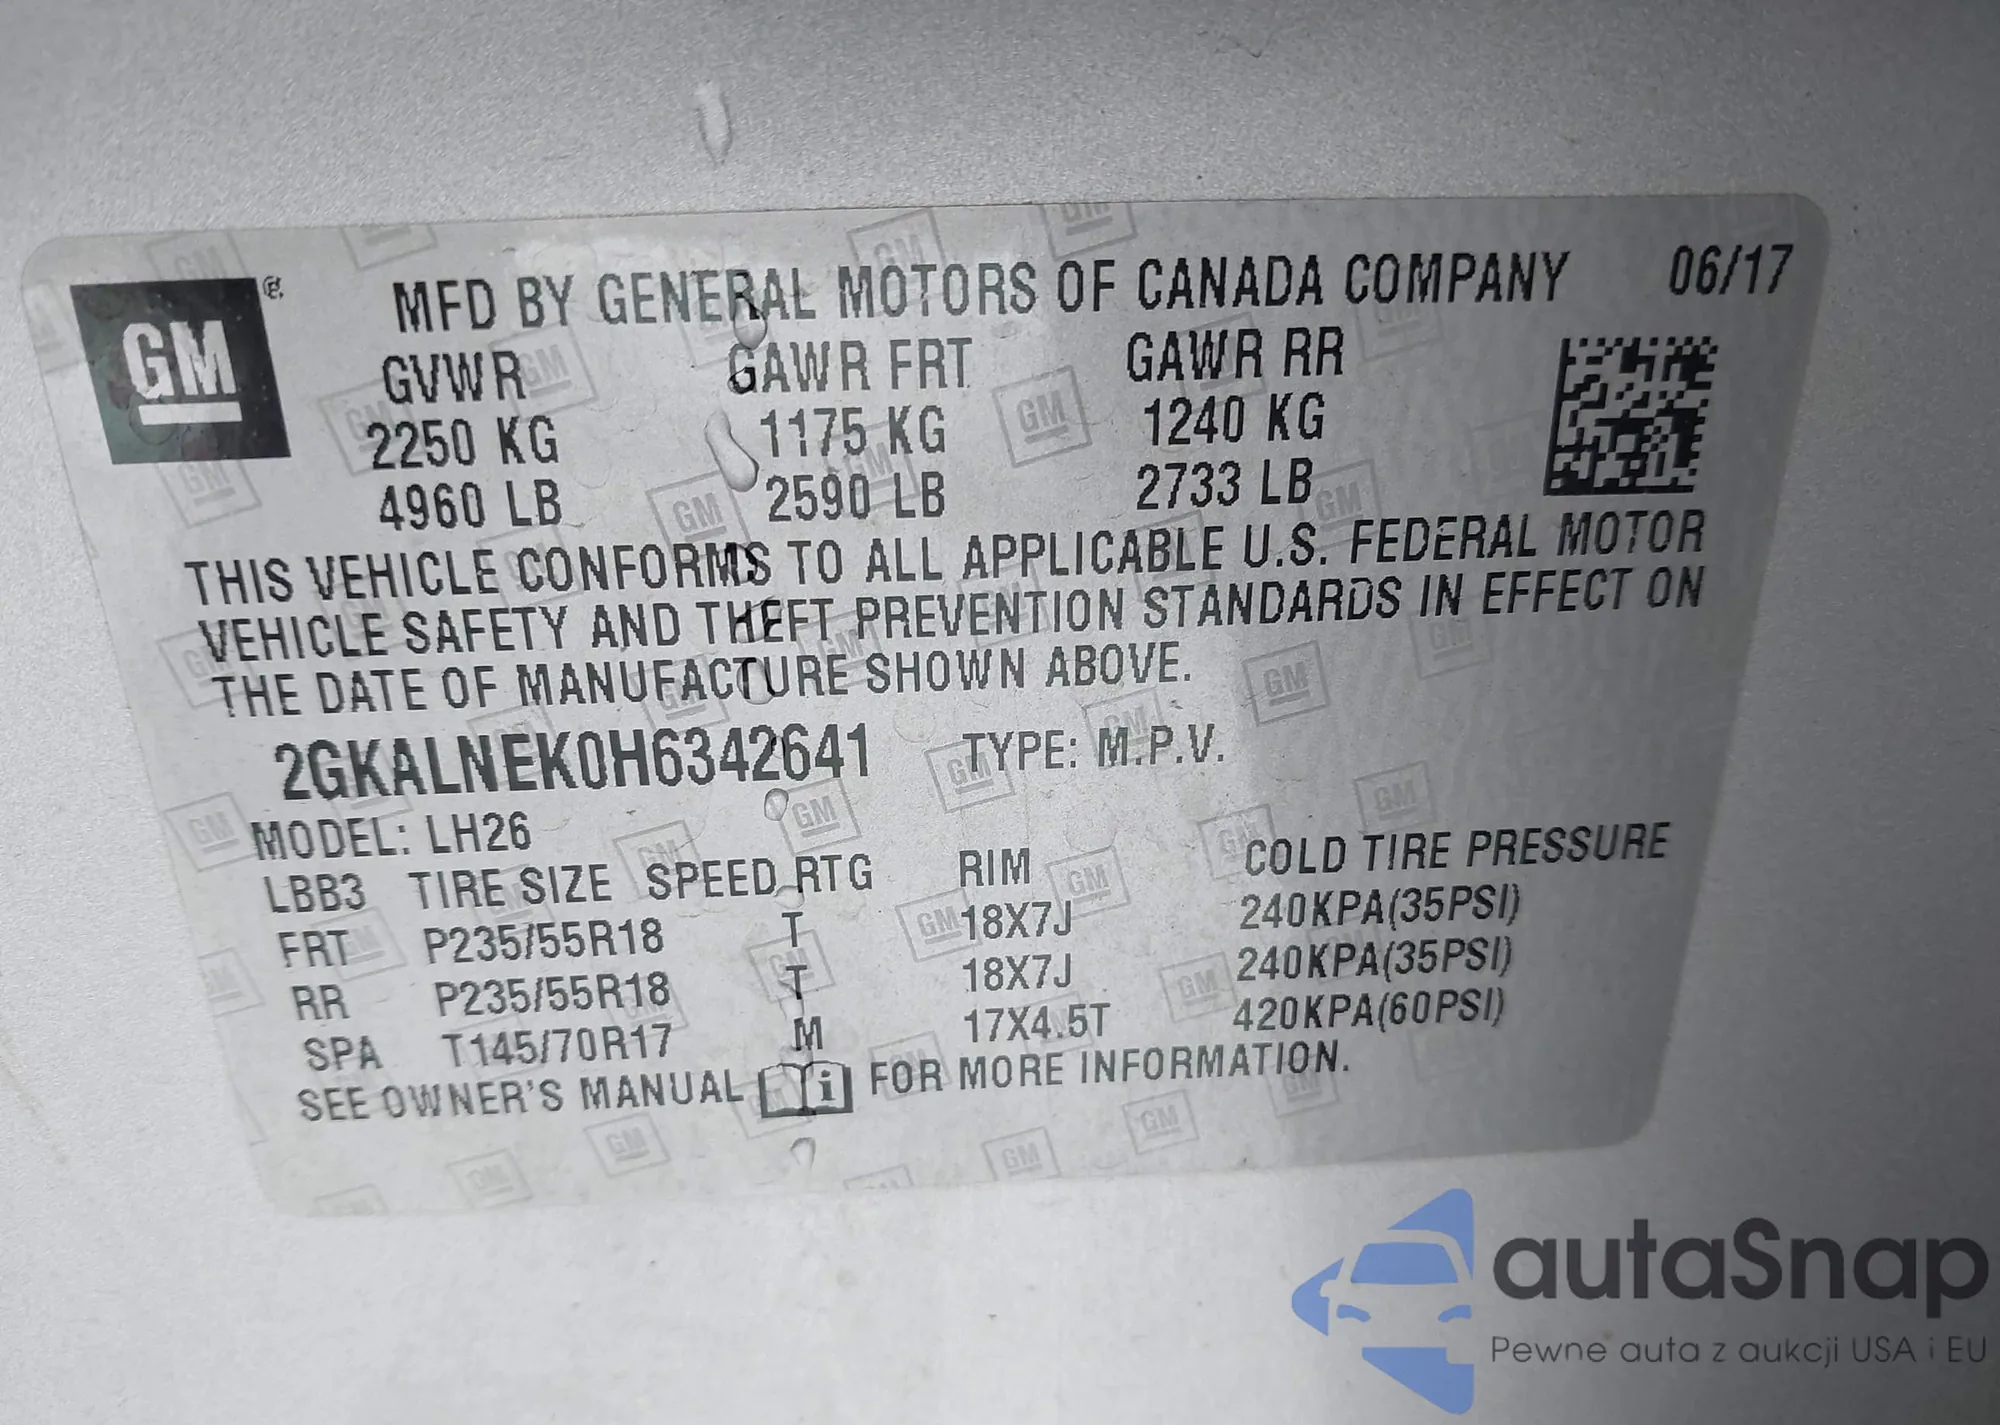 GM
MFD BY GENERAL MOTORS OF CANADA COMPANY 06/17
GVWR GAWR FRT GAWR RR
2250 KG 1175 KG 1240 KG
4960 LB 2590 LB 2733 LB
THIS VEHICLE CONFORMS TO ALL APPLICABLE U.S. FEDERAL MOTOR
VEHICLE SAFETY AND THEFT PREVENTION STANDARDS IN EFFECT ON
THE DATE OF MANUFACTURE SHOWN ABOVE.
2GKALNEK0H6342641 TYPE: M.P.V.
MODEL: LH26
LBB3 TIRE SIZE SPEED RTG RIM COLD TIRE PRESSURE
FRT P235/55R18 T 18X7J 240KPA(35PSI)
RR P235/55R18 T 18X7J 240KPA(35PSI)
SPA T145/70R17 M 17X4.5T 420KPA(60PSI)
SEE OWNER'S MANUAL i FOR MORE INFORMATION.
autaSnap
Pewne auta z aukcji USA i EU